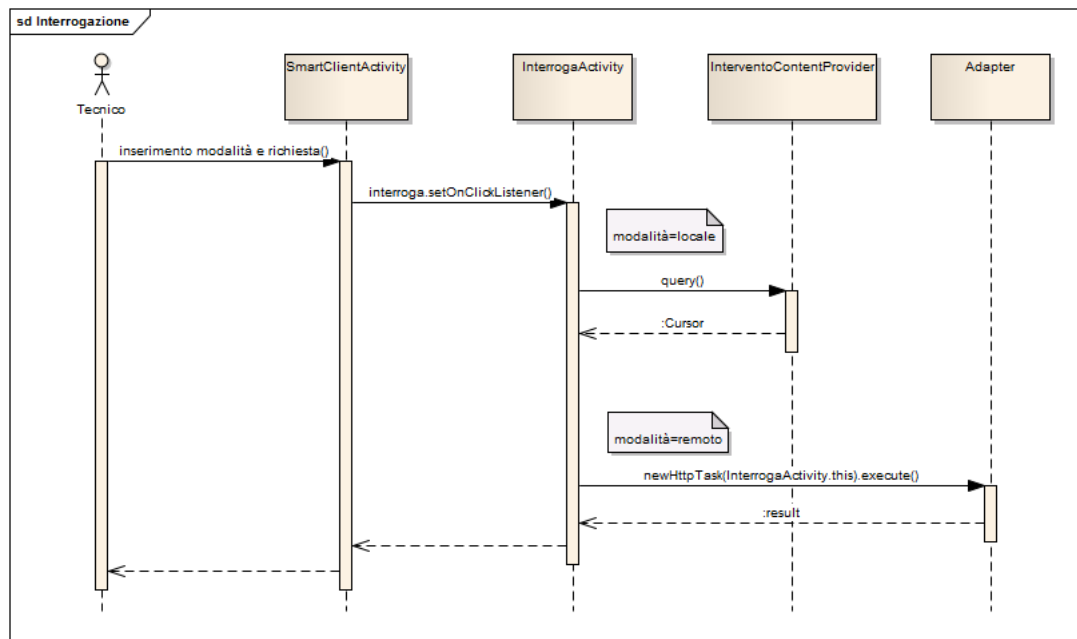 sd Interrogazione
Tecnico
SmartClientActivity
InterrogaActivity
InterventoContentProvider
Adapter
inserimento modalità e richiesta()
interroga.setOnClickListener()
modalità=locale
query()
:Cursor
modalità=remoto
newHttpTask(InterrogaActivity.this).execute()
:result